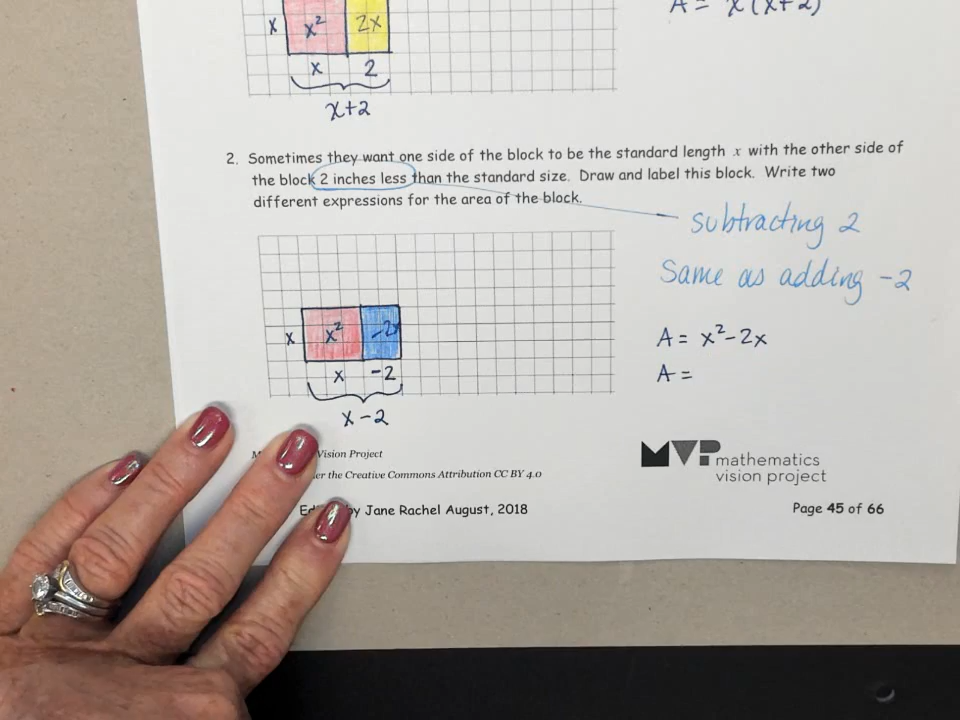 A = x(x+2)
x x² 2x
x 2
x+2
2. Sometimes they want one side of the block to be the standard length x with the other side of
the block 2 inches less than the standard size. Draw and label this block. Write two
different expressions for the area of the block.
subtracting 2
Same as adding -2
x x² -2x
A = x²-2x
x -2
A =
x-2
Vision Project
the Creative Commons Attribution CC BY 4.0
MVP mathematics
vision project
by Jane Rachel August, 2018
Page 45 of 66